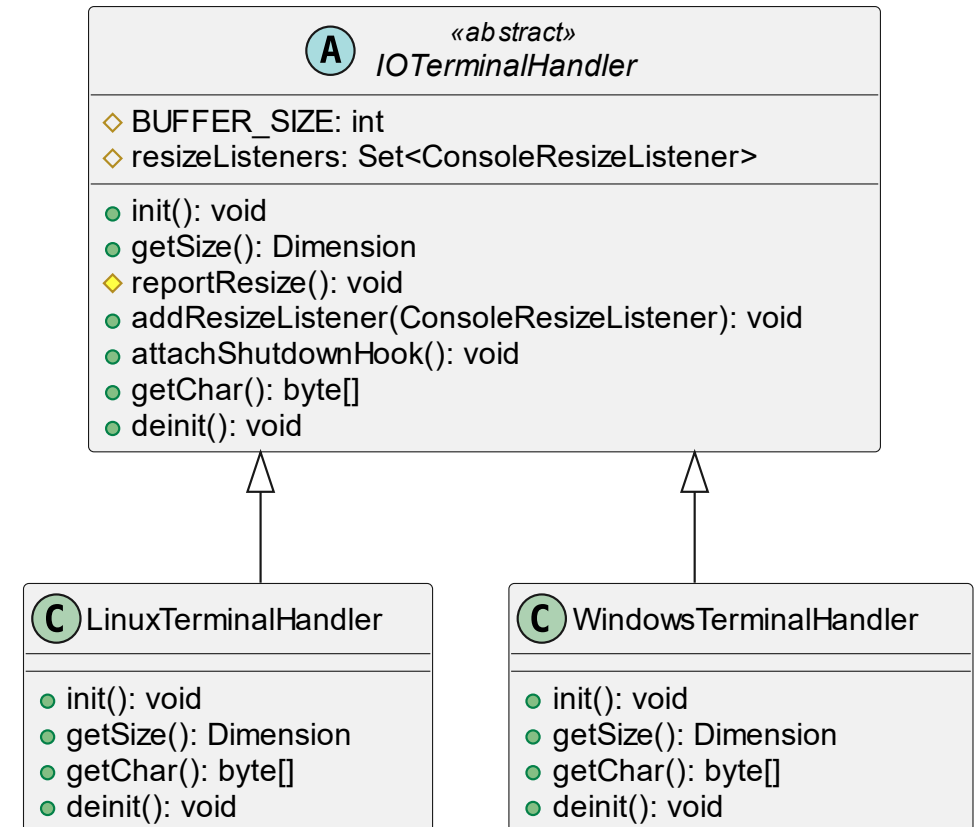 A
«abstract»
IOTerminalHandler
BUFFER_SIZE: int
resizeListeners: Set<ConsoleResizeListener>
init(): void
getSize(): Dimension
reportResize(): void
addResizeListener(ConsoleResizeListener): void
attachShutdownHook(): void
getChar(): byte[]
deinit(): void
C LinuxTerminalHandler
init(): void
getSize(): Dimension
getChar(): byte[]
deinit(): void
C WindowsTerminalHandler
init(): void
getSize(): Dimension
getChar(): byte[]
deinit(): void